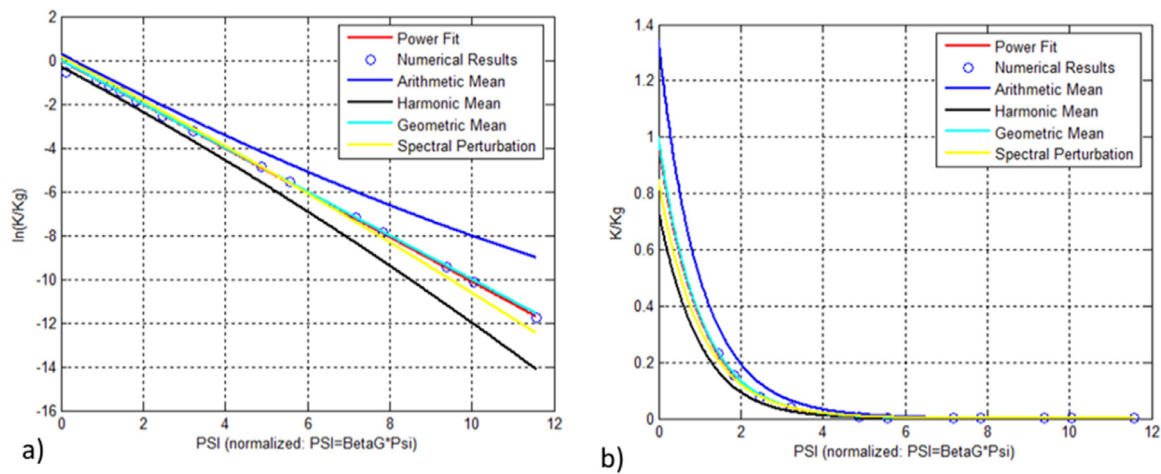 2
0
-2
-4
-6
-8
-10
-12
-14
-16
ln(K/Kg)
Power Fit
Numerical Results
Arithmetic Mean
Harmonic Mean
Geometric Mean
Spectral Perturbation
0 2 4 6 8 10 12
PSI (normalized: PSI=BetaG*Psi)
a)
1.4
1.2
1
0.8
0.6
0.4
0.2
0
K/Kg
Power Fit
Numerical Results
Arithmetic Mean
Harmonic Mean
Geometric Mean
Spectral Perturbation
0 2 4 6 8 10 12
PSI (normalized: PSI=BetaG*Psi)
b)